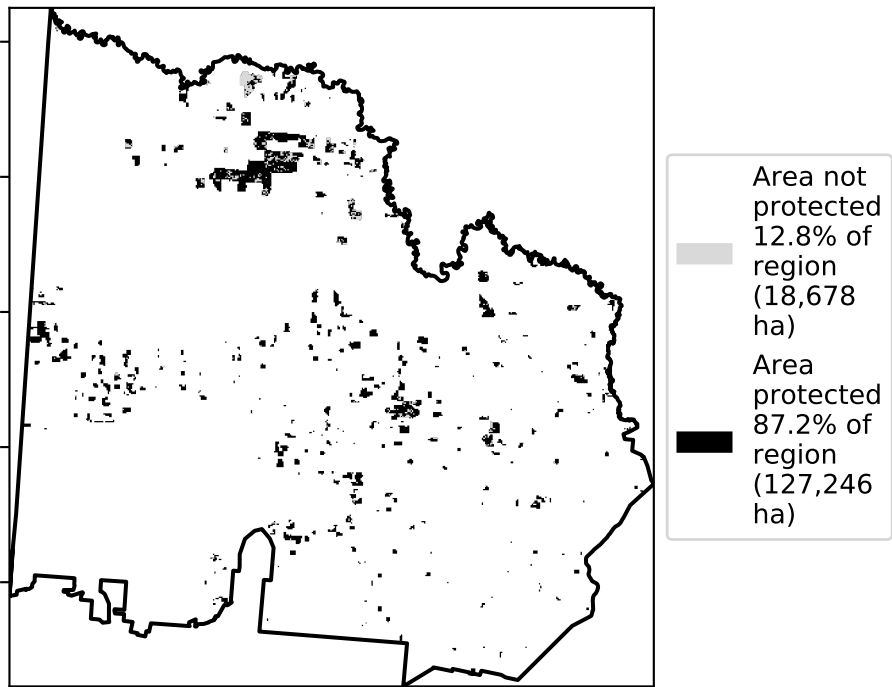 Area not
protected
12.8% of
region
(18,678
ha)
Area
protected
87.2% of
region
(127,246
ha)